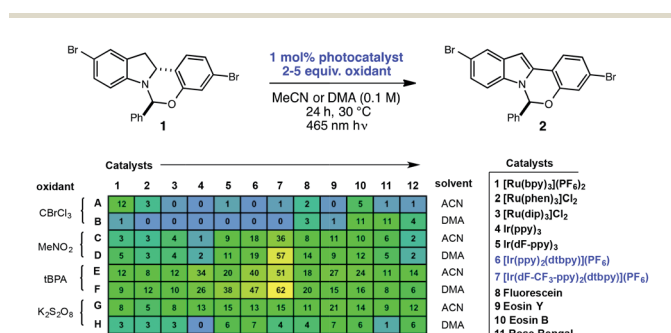 Br
Br
N
O
Ph
1
1 mol% photocatalyst
2-5 equiv. oxidant
MeCN or DMA (0.1 M)
24 h, 30 °C
465 nm hν
Br
Br
N
O
Ph
2
Catalysts
oxidant 1 2 3 4 5 6 7 8 9 10 11 12 solvent
CBrCl₃ A 12 3 0 0 1 0 1 2 0 5 1 1 ACN
B 1 0 0 0 0 0 0 3 1 11 11 4 DMA
MeNO₂ C 3 3 4 1 9 18 36 8 11 10 6 2 ACN
D 5 3 4 2 11 19 57 14 9 12 5 2 DMA
tBPA E 12 8 12 34 20 40 51 18 27 24 11 14 ACN
F 9 12 10 26 38 47 62 20 15 16 8 6 DMA
K₂S₂O₈ G 8 5 8 13 15 13 15 11 21 14 9 12 ACN
H 3 3 3 0 6 7 4 4 7 6 1 6 DMA
Catalysts
1 [Ru(bpy)₃](PF₆)₂
2 [Ru(phen)₃]Cl₂
3 [Ru(dip)₃]Cl₂
4 Ir(ppy)₃
5 Ir(dF-ppy)₃
6 [Ir(ppy)₂(dtbpy)](PF₆)
7 [Ir(dF-CF₃-ppy)₂(dtbpy)](PF₆)
8 Fluorescein
9 Eosin Y
10 Eosin B
11 Rose Bengal